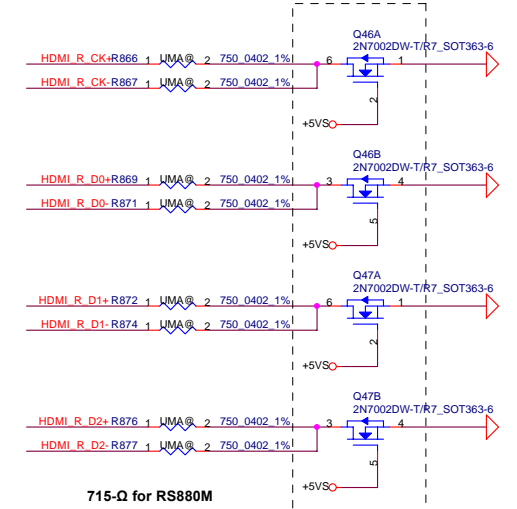 Q46A
2N7002DW-T/R7_SOT363-6
HDMI_R_CK+ R866 1 UMA@ 2 750_0402_1% 6 1
HDMI_R_CK- R867 1 UMA@ 2 750_0402_1%
2
+5VS
Q46B
2N7002DW-T/R7_SOT363-6
HDMI_R_D0+ R869 1 UMA@ 2 750_0402_1% 3 4
HDMI_R_D0- R871 1 UMA@ 2 750_0402_1%
5
+5VS
Q47A
2N7002DW-T/R7_SOT363-6
HDMI_R_D1+ R872 1 UMA@ 2 750_0402_1% 6 1
HDMI_R_D1- R874 1 UMA@ 2 750_0402_1%
2
+5VS
Q47B
2N7002DW-T/R7_SOT363-6
HDMI_R_D2+ R876 1 UMA@ 2 750_0402_1% 3 4
HDMI_R_D2- R877 1 UMA@ 2 750_0402_1%
5
+5VS
715-Ω for RS880M